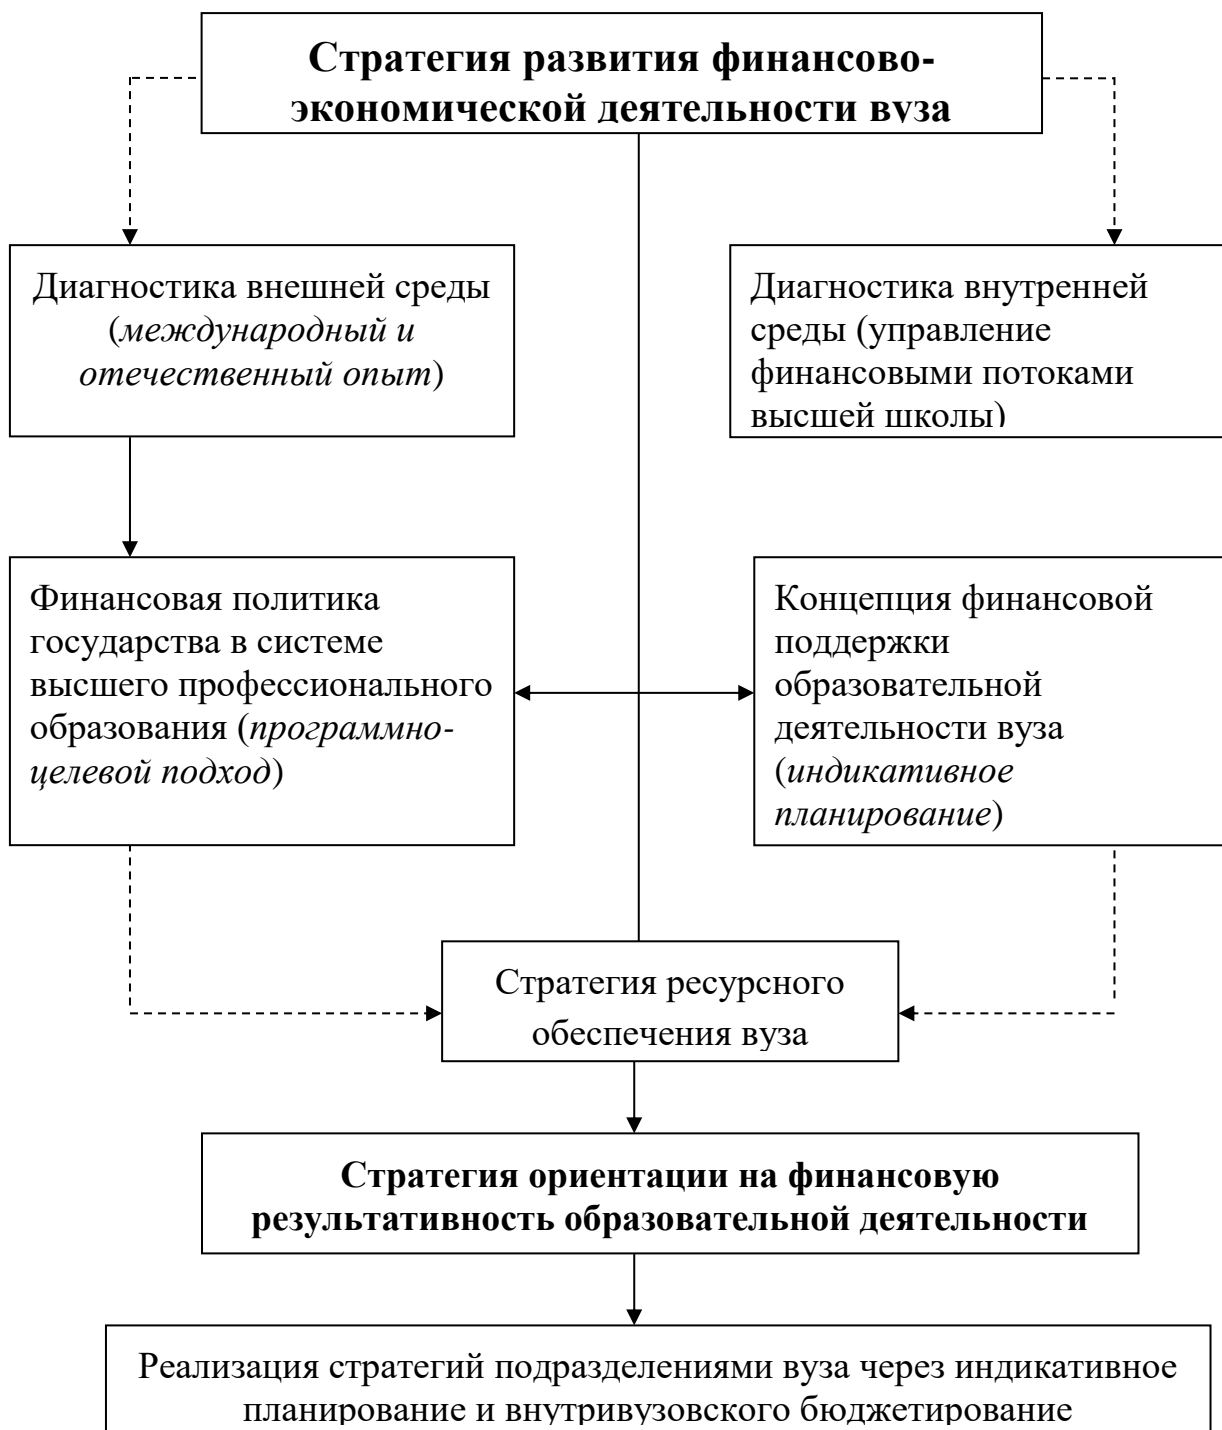 Стратегия развития финансово-
экономической деятельности вуза
Диагностика внешней среды
(международный и
отечественный опыт)
Диагностика внутренней
среды (управление
финансовыми потоками
высшей школы)
Финансовая политика
государства в системе
высшего профессионального
образования (программно-
целевой подход)
Концепция финансовой
поддержки
образовательной
деятельности вуза
(индикативное
планирование)
Стратегия ресурсного
обеспечения вуза
Стратегия ориентации на финансовую
результативность образовательной деятельности
Реализация стратегий подразделениями вуза через индикативное
планирование и внутривузовского бюджетирование